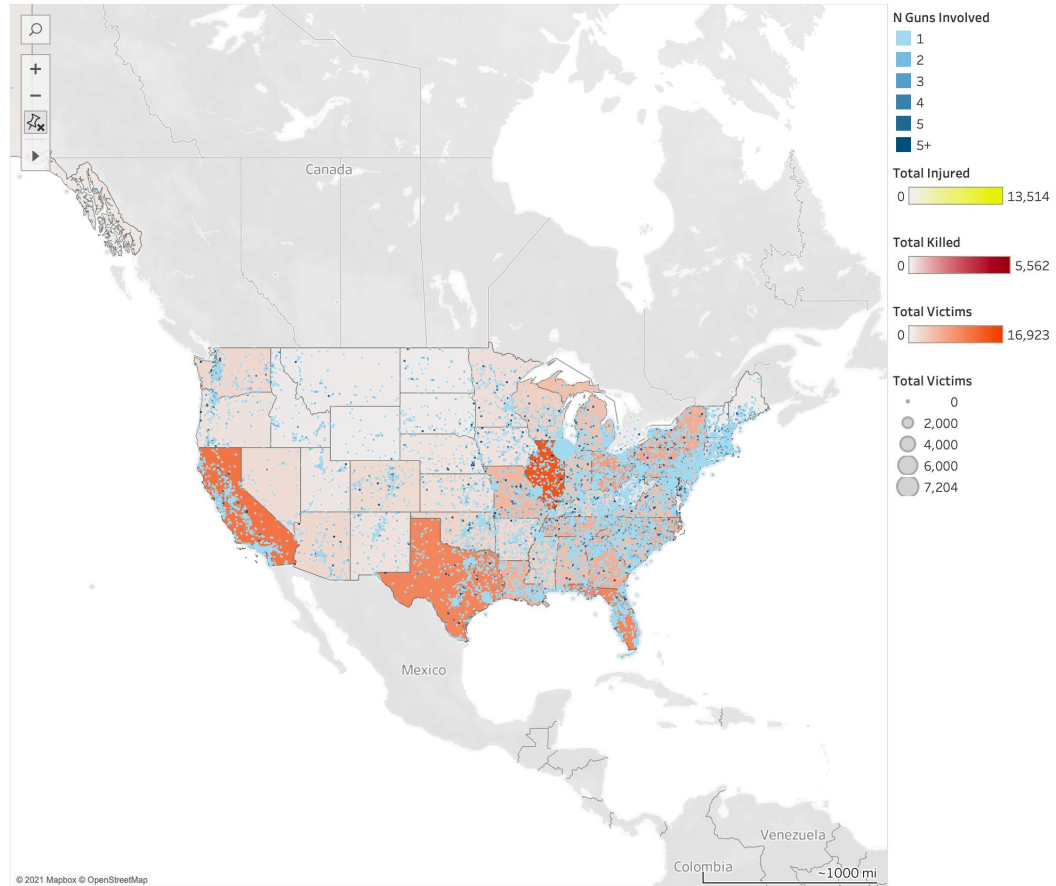 N Guns Involved
1
2
3
4
5
5+
Total Injured
0 13,514
Total Killed
0 5,562
Total Victims
0 16,923
Total Victims
0
2,000
4,000
6,000
7,204
+
−
Canada
Mexico
Venezuela
Colombia
~1000 mi
© 2021 Mapbox © OpenStreetMap